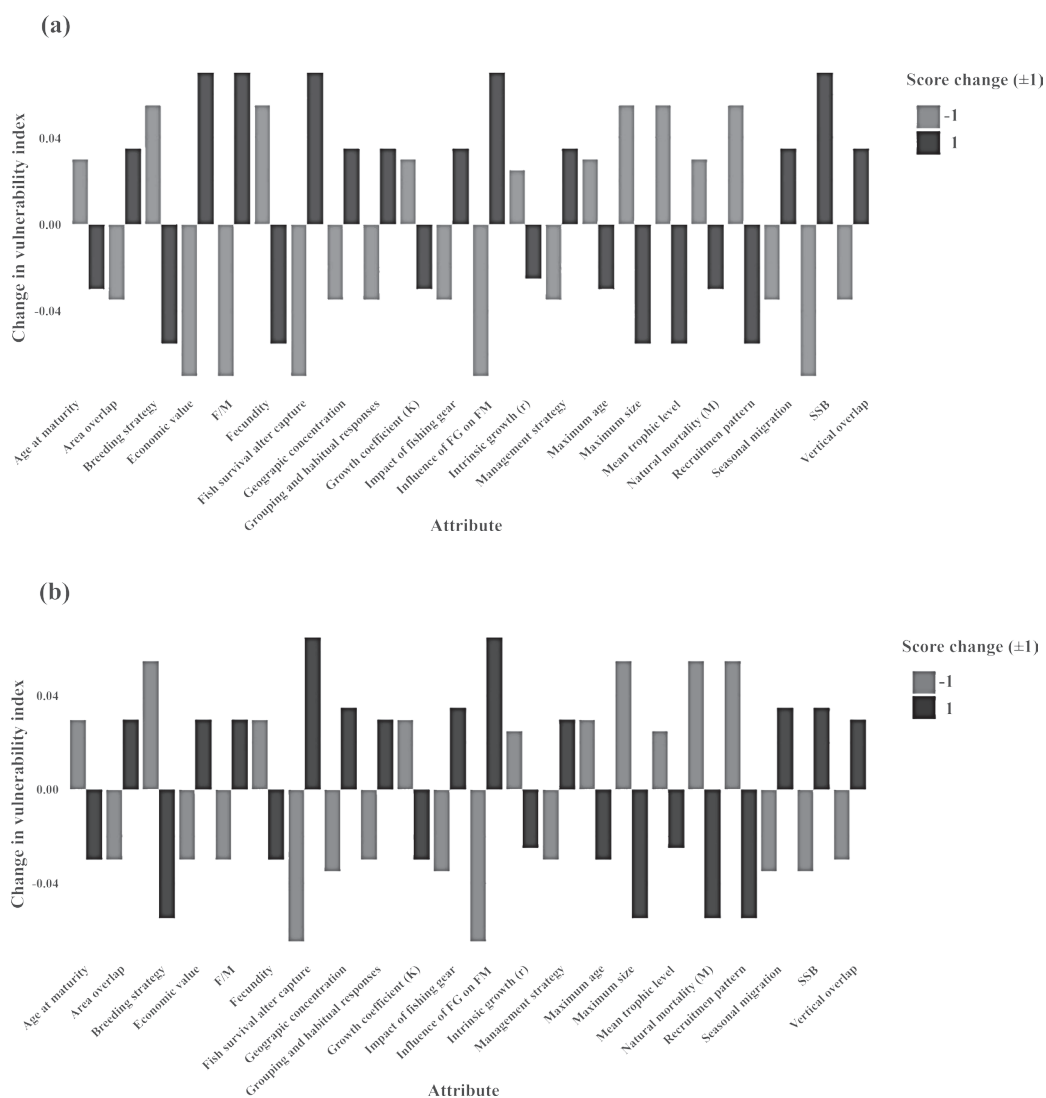 (a)
Score change (±1)
-1
1
Change in vulnerability index
0.04
0.00
-0.04
Age at maturity
Area overlap
Breeding strategy
Economic value
F/M
Fecundity
Fish survival alter capture
Geograpic concentration
Grouping and habitual responses
Growth coefficient (K)
Impact of fishing gear
Influence of FG on FM
Intrinsic growth (r)
Management strategy
Maximum age
Maximum size
Mean trophic level
Natural mortality (M)
Recruitmen pattern
Seasonal migration
SSB
Vertical overlap
Attribute
(b)
Score change (±1)
-1
1
Change in vulnerability index
0.04
0.00
-0.04
Age at maturity
Area overlap
Breeding strategy
Economic value
F/M
Fecundity
Fish survival alter capture
Geograpic concentration
Grouping and habitual responses
Growth coefficient (K)
Impact of fishing gear
Influence of FG on FM
Intrinsic growth (r)
Management strategy
Maximum age
Maximum size
Mean trophic level
Natural mortality (M)
Recruitmen pattern
Seasonal migration
SSB
Vertical overlap
Attribute